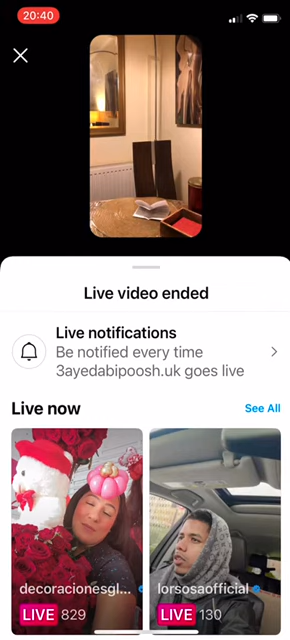 20:40
Live video ended
Live notifications
Be notified every time
3ayedabipoosh.uk goes live
Live now
See All
decoracionesgl...
lorsosaofficial
LIVE 829
LIVE 130